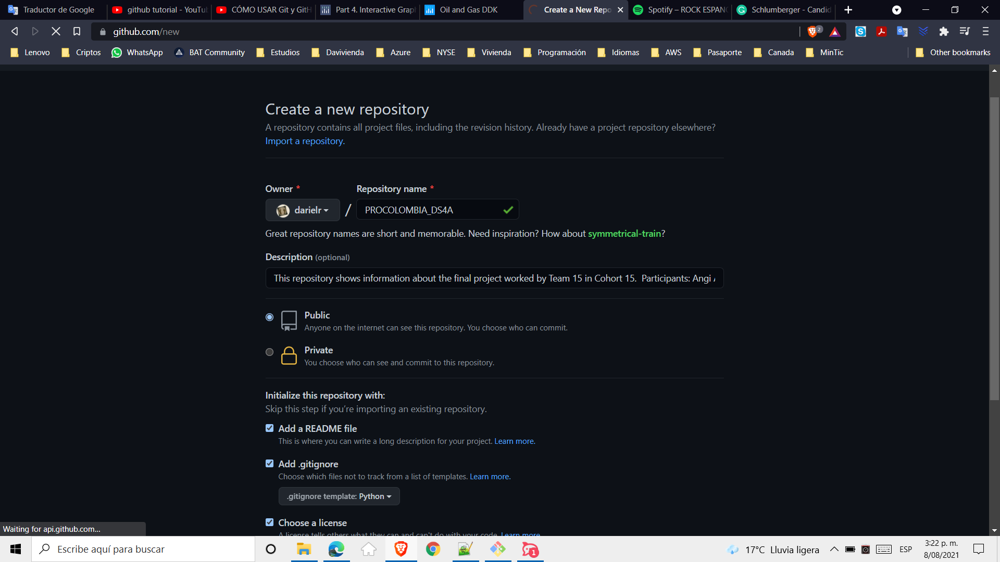 Traductor de Google
github tutorial - YouTu
CÓMO USAR Git y GitH
Part 4. Interactive Grap
Oil and Gas DDK
Create a New Repo
Spotify – ROCK ESPAN
Schlumberger - Candid
github.com/new
2
Lenovo
Criptos
WhatsApp
BAT Community
Estudios
Davivienda
Azure
NYSE
Vivienda
Programación
Idiomas
AWS
Pasaporte
Canada
MinTic
Other bookmarks
Create a new repository
A repository contains all project files, including the revision history. Already have a project repository elsewhere?
Import a repository.
Owner *
Repository name *
darielr
/
PROCOLOMBIA_DS4A
Great repository names are short and memorable. Need inspiration? How about symmetrical-train?
Description (optional)
This repository shows information about the final project worked by Team 15 in Cohort 15.  Participants: Angi
Public
Anyone on the internet can see this repository. You choose who can commit.
Private
You choose who can see and commit to this repository.
Initialize this repository with:
Skip this step if you’re importing an existing repository.
Add a README file
This is where you can write a long description for your project. Learn more.
Add .gitignore
Choose which files not to track from a list of templates. Learn more.
.gitignore template: Python
Choose a license
A license tells others what they can and can't do with your code. Learn more.
Waiting for api.github.com...
Escribe aquí para buscar
1
17°C Lluvia ligera
ESP
3:22 p. m.
8/08/2021